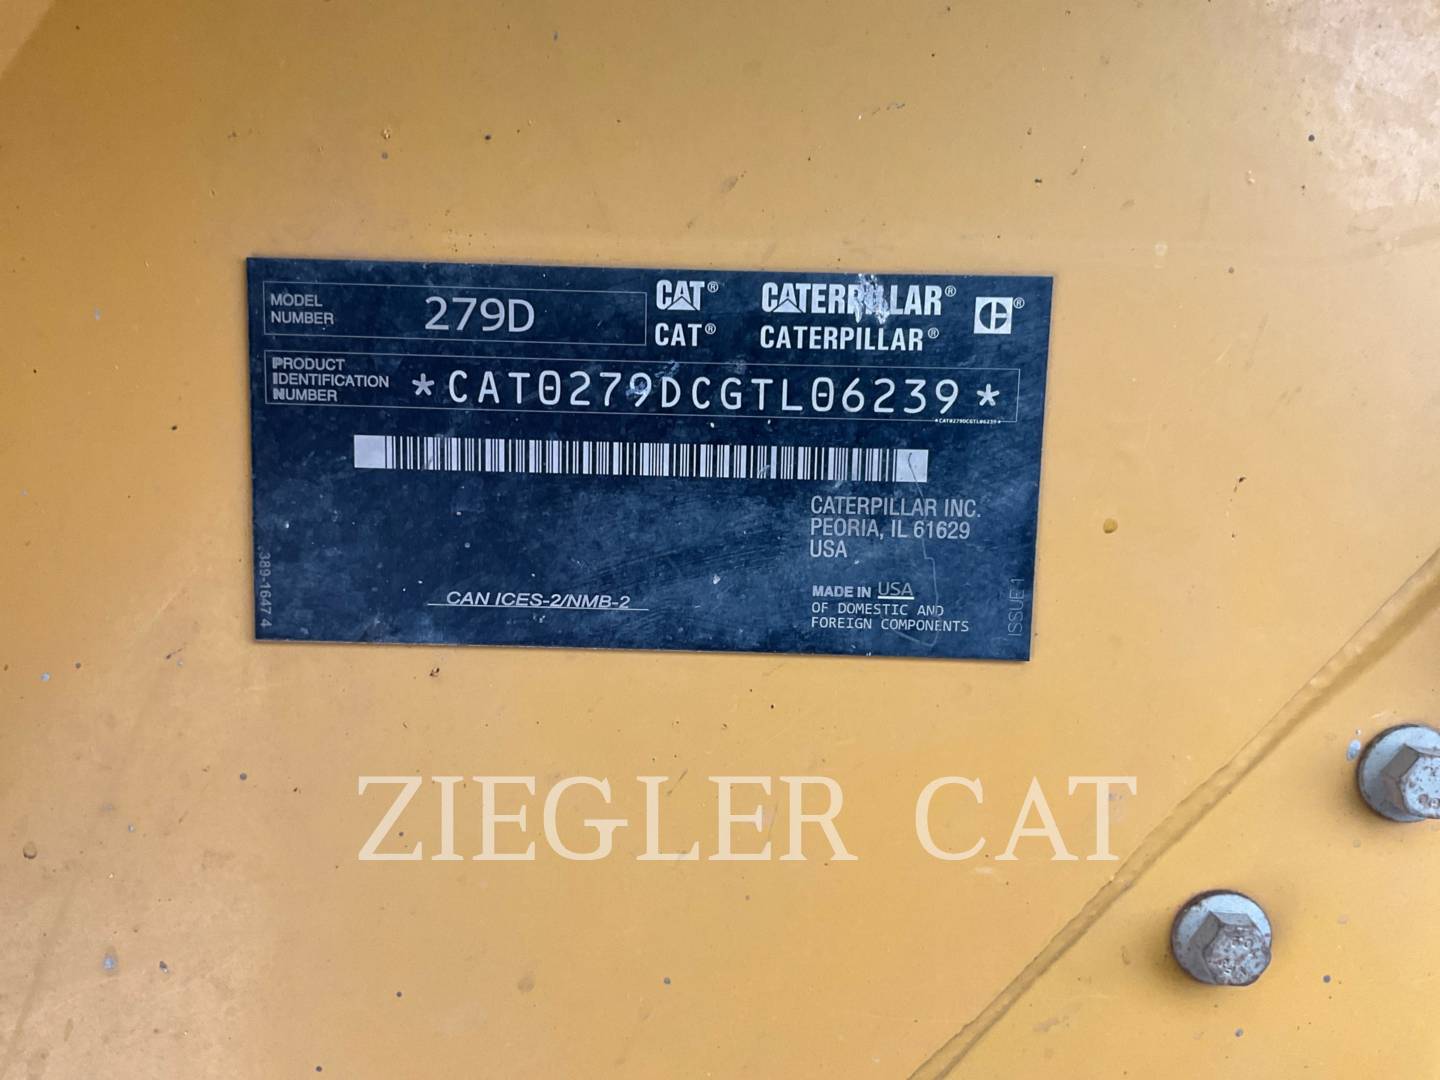 MODEL NUMBER 279D
CAT® CATERPILLAR®
CAT® CATERPILLAR®
PRODUCT IDENTIFICATION NUMBER *CAT0279DCGTL06239*
*CAT0279DCGTL06239*
CATERPILLAR INC.
PEORIA, IL 61629
USA
CAN ICES-2/NMB-2
MADE IN USA
OF DOMESTIC AND
FOREIGN COMPONENTS
389-1647 4
ISSUE 1
ZIEGLER CAT